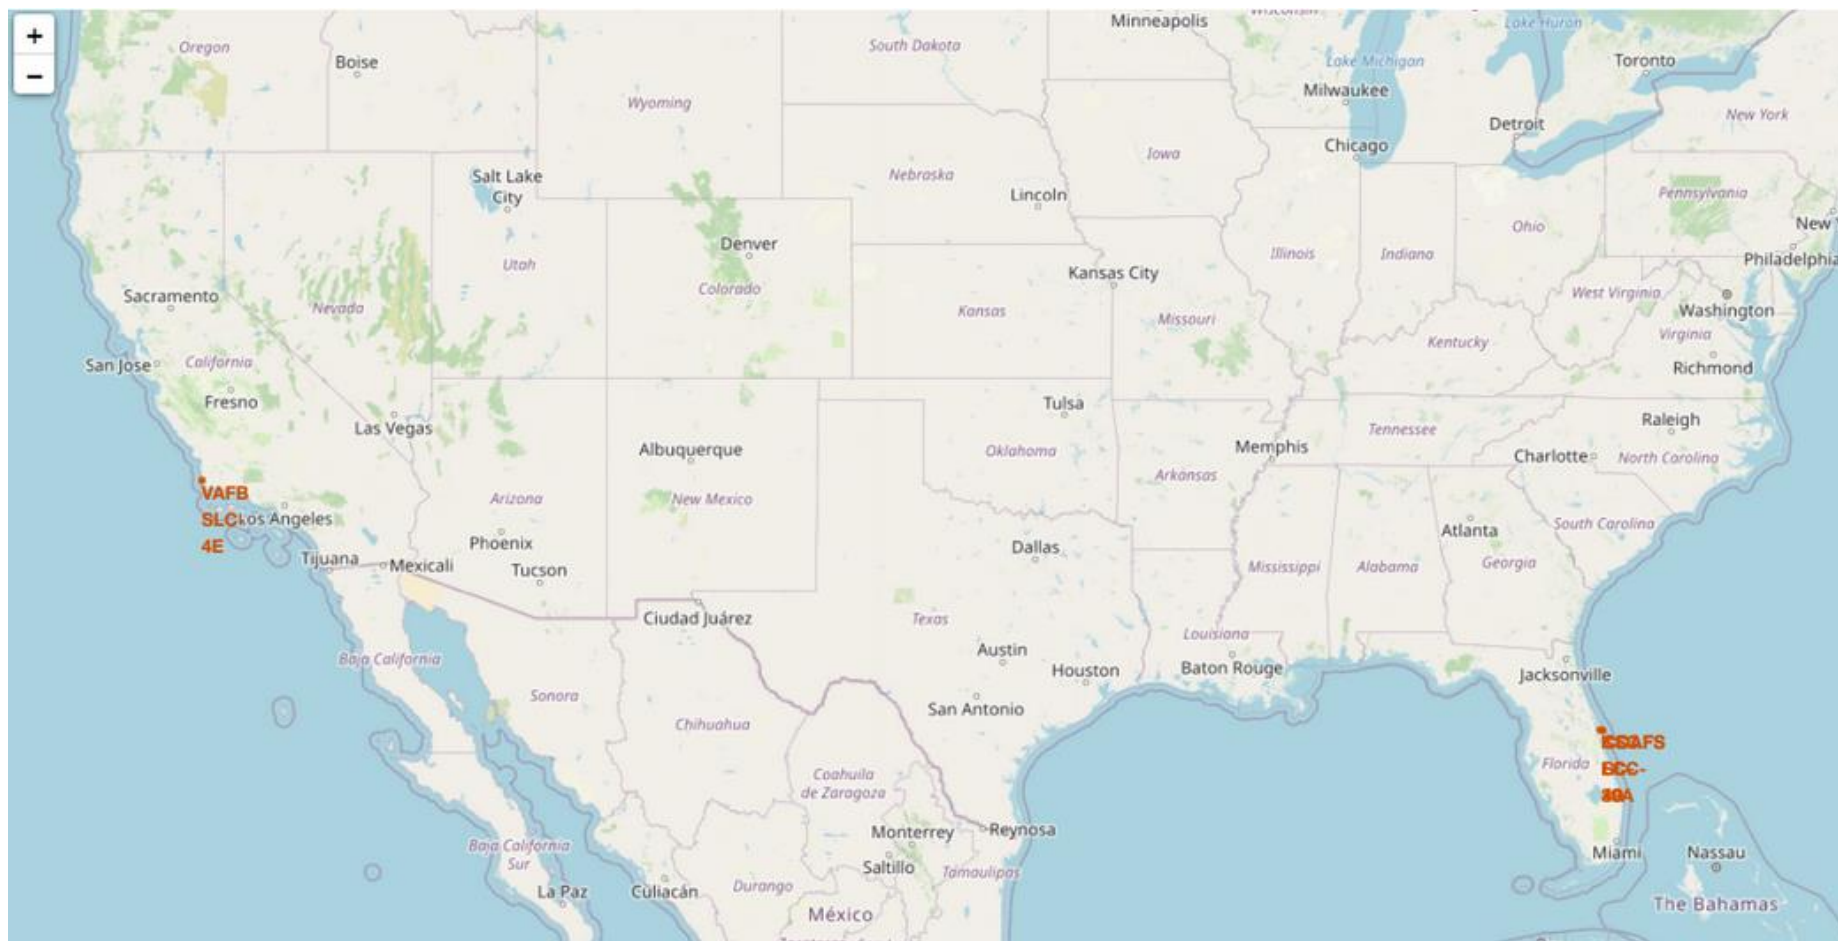 +
−
Minneapolis
Wisconsin
Lake Huron
Oregon
South Dakota
Boise
Lake Michigan
Toronto
Milwaukee
Wyoming
New York
Detroit
Chicago
Iowa
Salt Lake
City
Nebraska
Lincoln
Pennsylvania
New
Ohio
Denver
Utah
Illinois
Indiana
Philadelphia
Kansas City
Colorado
West Virginia
Sacramento
Nevada
Kansas
Missouri
Washington
Virginia
Kentucky
San Jose
California
Richmond
Fresno
Tulsa
Las Vegas
Raleigh
Tennessee
Albuquerque
Oklahoma
Memphis
Charlotte
North Carolina
Arkansas
VAFB
SLC-
4E
Los Angeles
Arizona
New Mexico
South Carolina
Atlanta
Phoenix
Dallas
Tijuana
Mexicali
Tucson
Mississippi
Alabama
Georgia
Ciudad Juárez
Texas
Louisiana
Austin
Baja California
Houston
Baton Rouge
Jacksonville
Sonora
San Antonio
Chihuahua
Florida
Coahuila
de Zaragoza
Monterrey
Reynosa
Baja California
Sur
Saltillo
Tamaulipas
Miami
Nassau
La Paz
Culiacán
Durango
México
The Bahamas